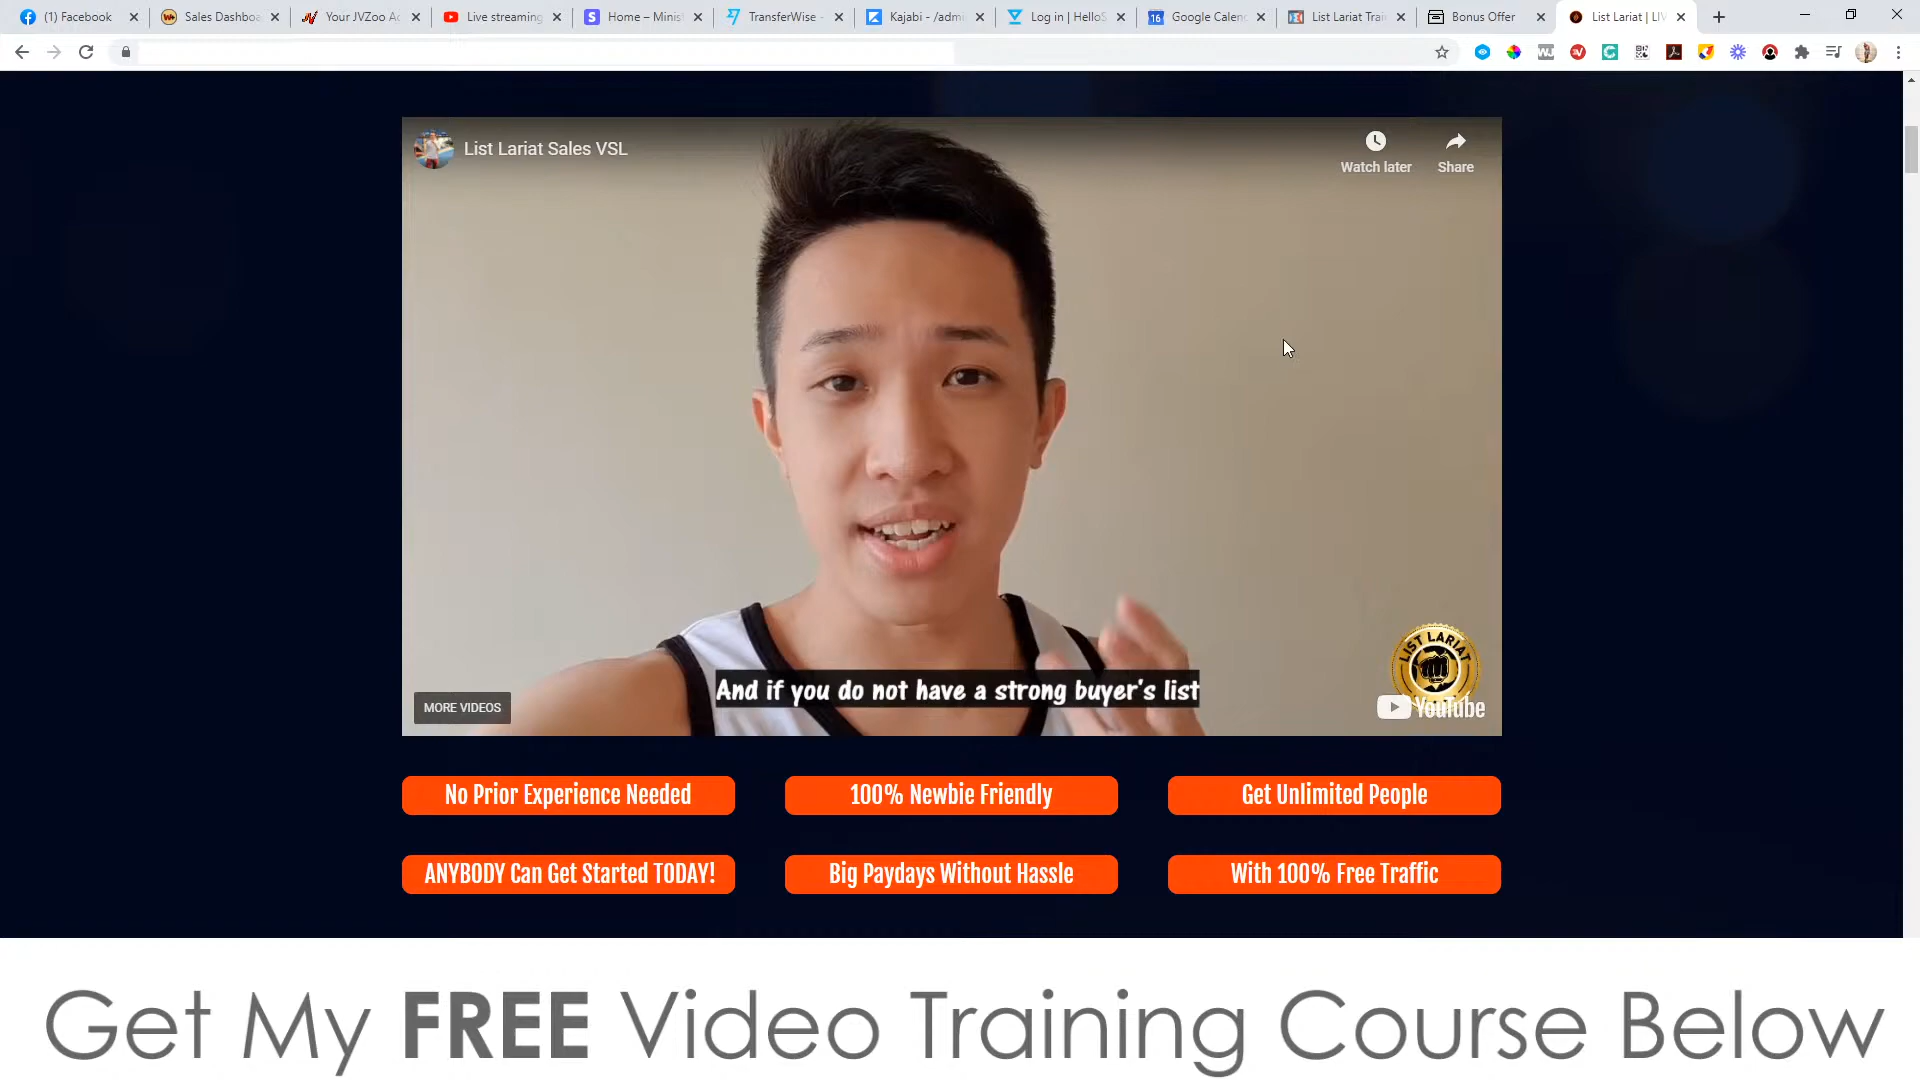 (1) Facebook
Sales Dashboa
Your JVZoo Ac
Live streaming
Home – Minis
TransferWise -
Kajabi - /admi
Log in | HelloS
16
Google Calen
List Lariat Trai
Bonus Offer
List Lariat | LIV
List Lariat Sales VSL
Watch later
Share
And if you do not have a strong buyer's list
LIST LARIAT
MORE VIDEOS
YouTube
No Prior Experience Needed
100% Newbie Friendly
Get Unlimited People
ANYBODY Can Get Started TODAY!
Big Paydays Without Hassle
With 100% Free Traffic
Get My FREE Video Training Course Below